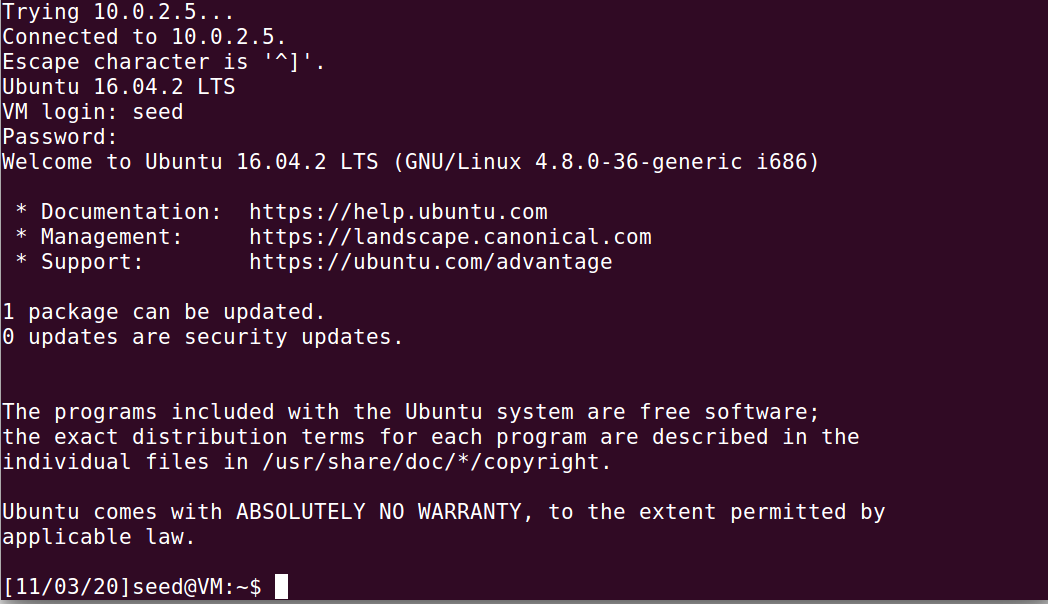 Trying 10.0.2.5...
Connected to 10.0.2.5.
Escape character is '^]'.
Ubuntu 16.04.2 LTS
VM login: seed
Password:
Welcome to Ubuntu 16.04.2 LTS (GNU/Linux 4.8.0-36-generic i686)

 * Documentation:  https://help.ubuntu.com
 * Management:     https://landscape.canonical.com
 * Support:        https://ubuntu.com/advantage

1 package can be updated.
0 updates are security updates.


The programs included with the Ubuntu system are free software;
the exact distribution terms for each program are described in the
individual files in /usr/share/doc/*/copyright.

Ubuntu comes with ABSOLUTELY NO WARRANTY, to the extent permitted by
applicable law.

[11/03/20]seed@VM:~$